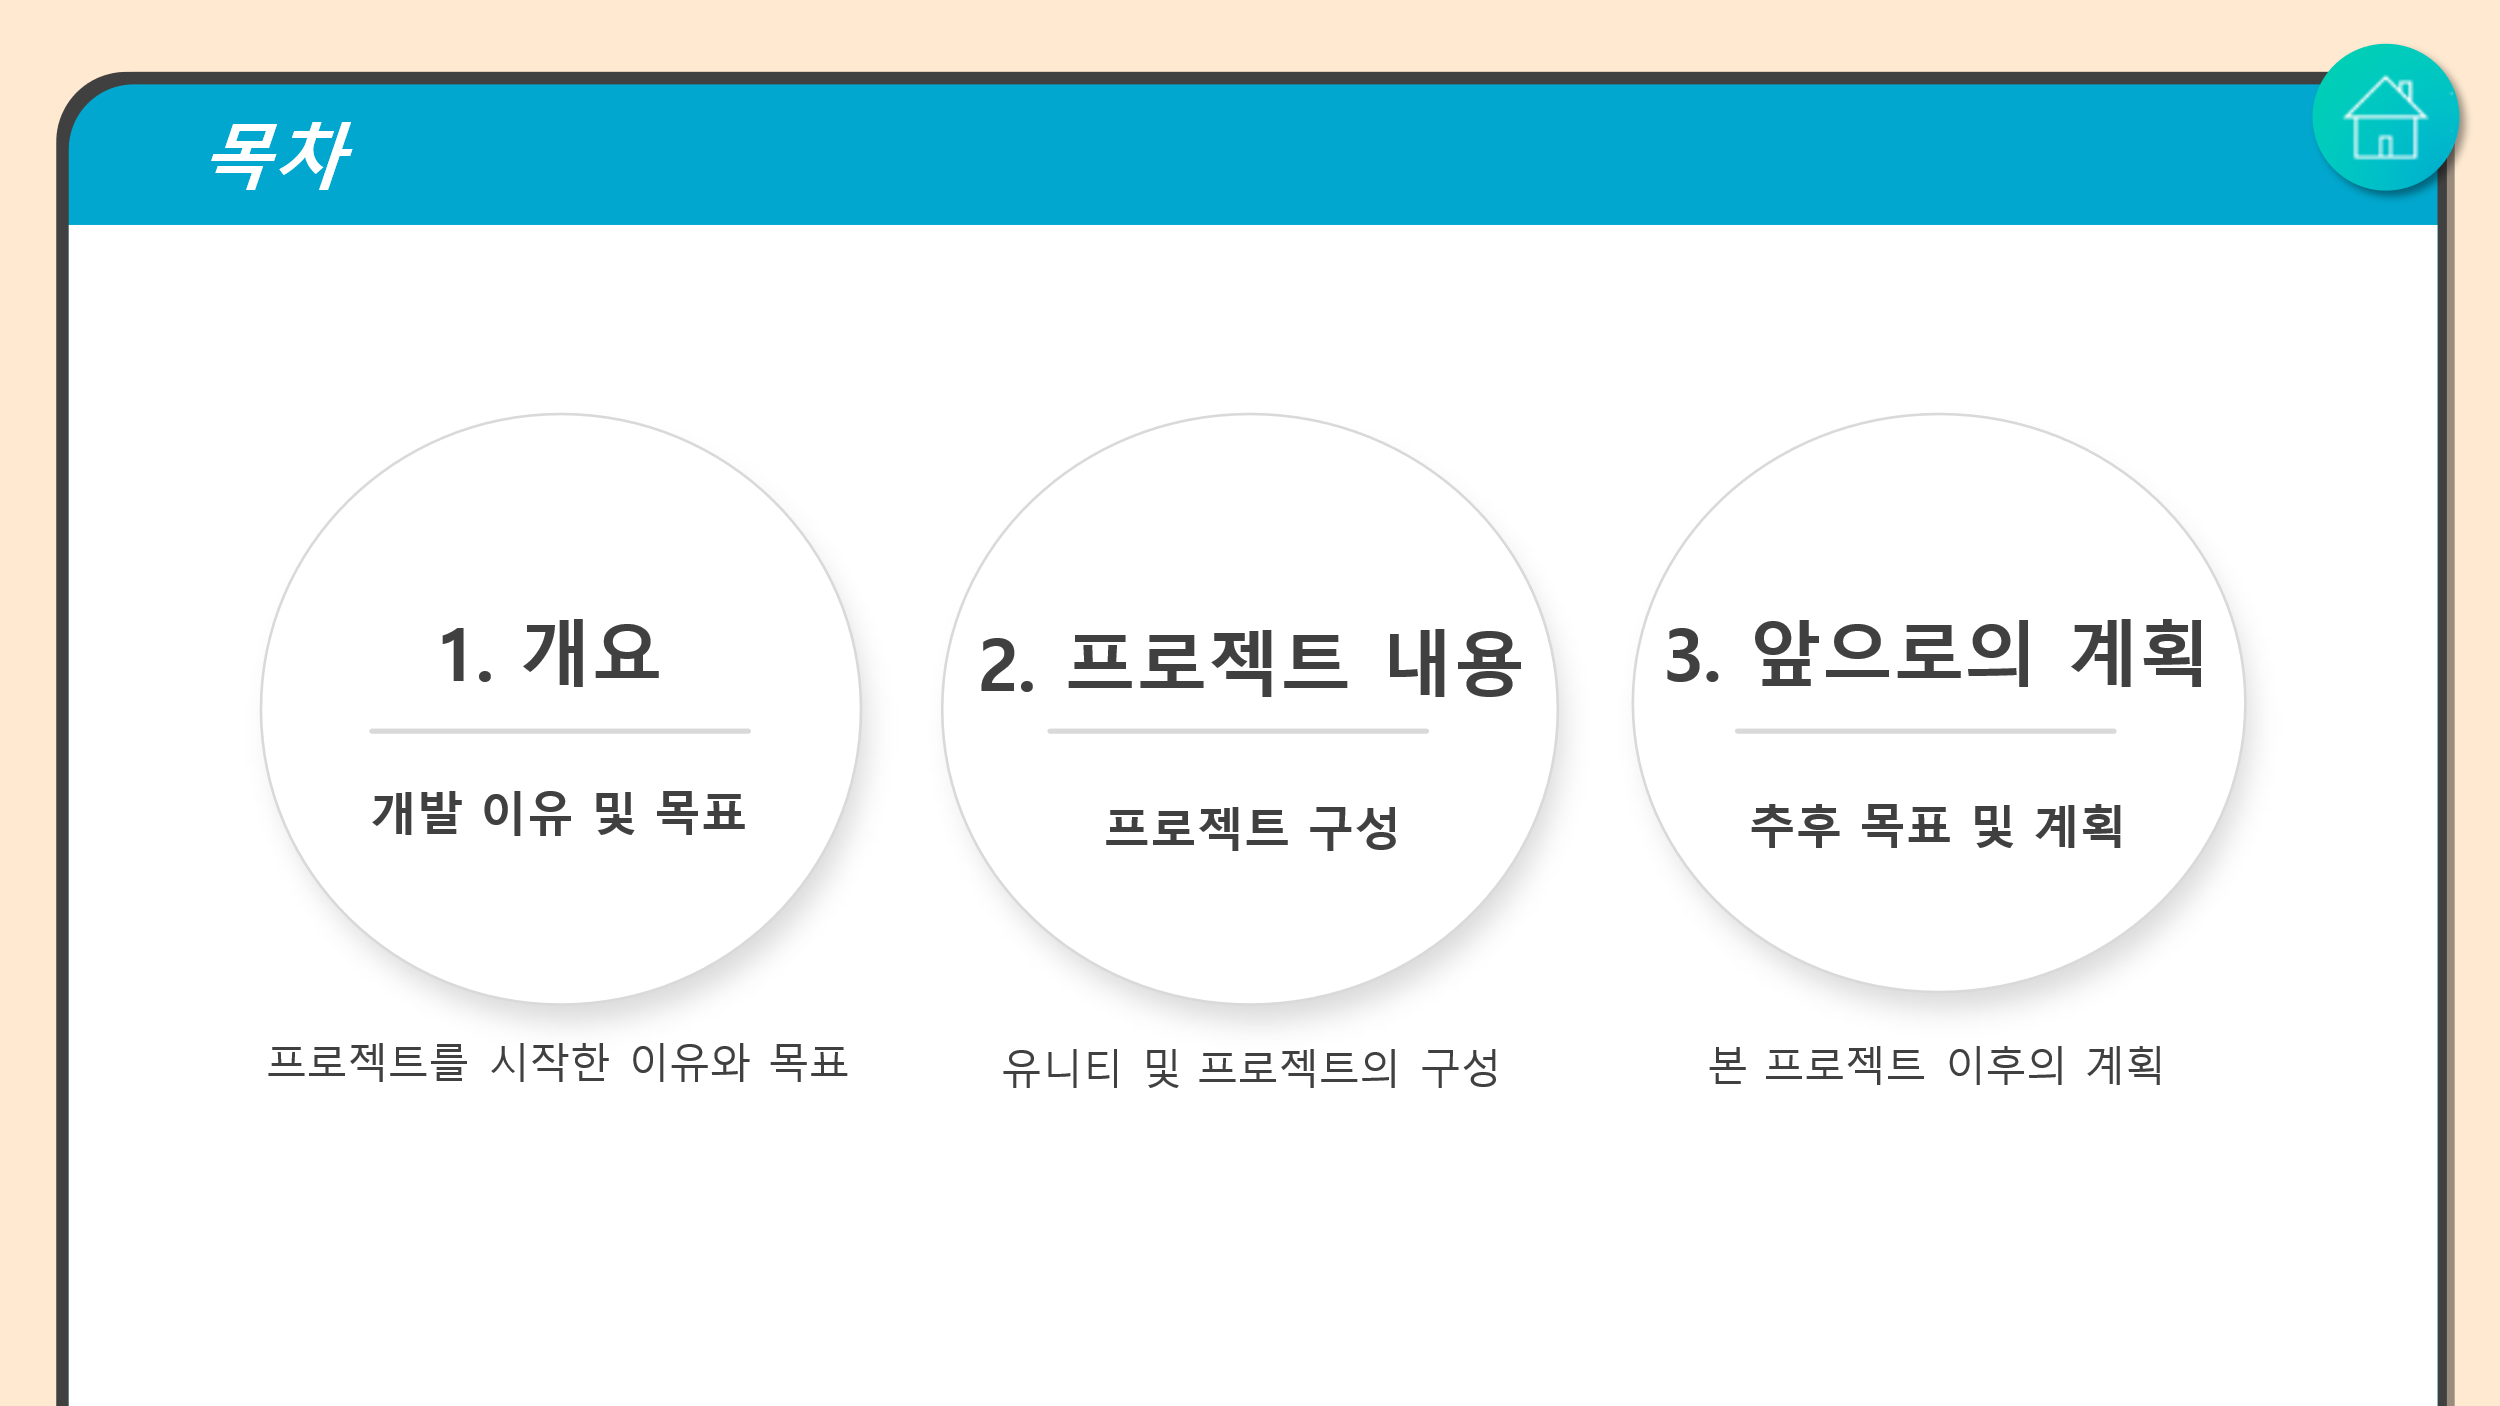 목차
1. 개요
개발 이유 및 목표
프로젝트를 시작한 이유와 목표
2. 프로젝트 내용
프로젝트 구성
유니티 및 프로젝트의 구성
3. 앞으로의 계획
추후 목표 및 계획
본 프로젝트 이후의 계획